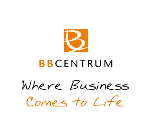 B
BBCENTRUM
Where Business
Comes to Life